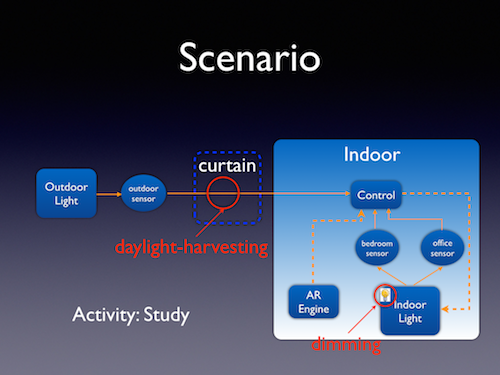 Scenario
Indoor
curtain
Outdoor
Light
outdoor
sensor
Control
daylight-harvesting
bedroom
sensor
office
sensor
AR
Engine
Indoor
Light
Activity: Study
dimming